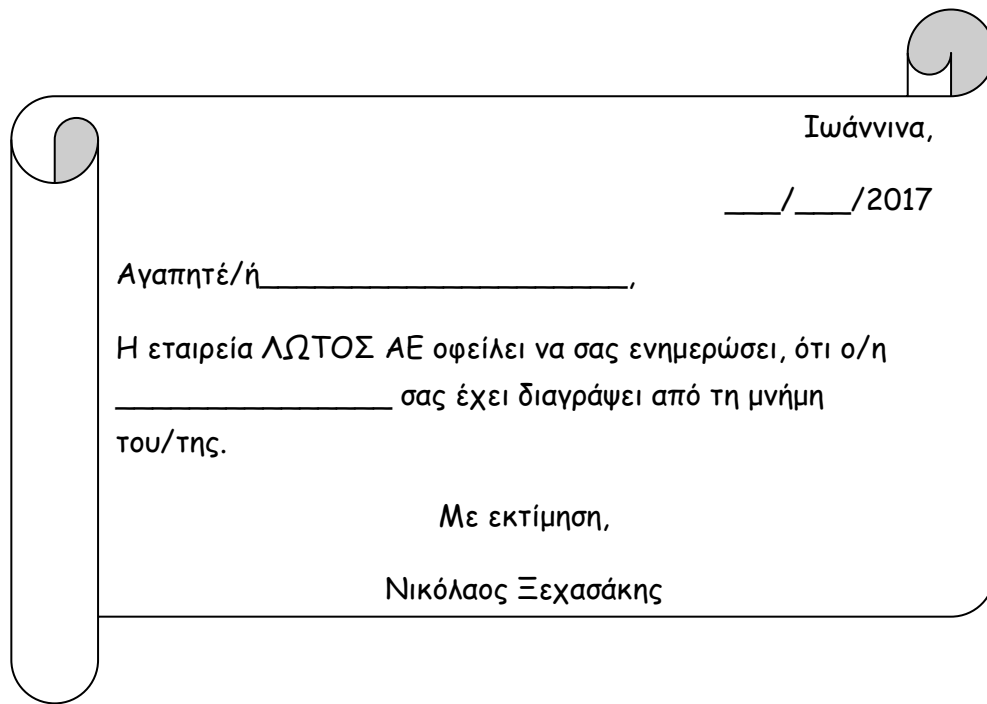 Ιωάννινα,
___/___/2017
Αγαπητέ/ή____________________,
Η εταιρεία ΛΩΤΟΣ ΑΕ οφείλει να σας ενημερώσει, ότι ο/η
_______________ σας έχει διαγράψει από τη μνήμη
του/της.
Με εκτίμηση,
Νικόλαος Ξεχασάκης